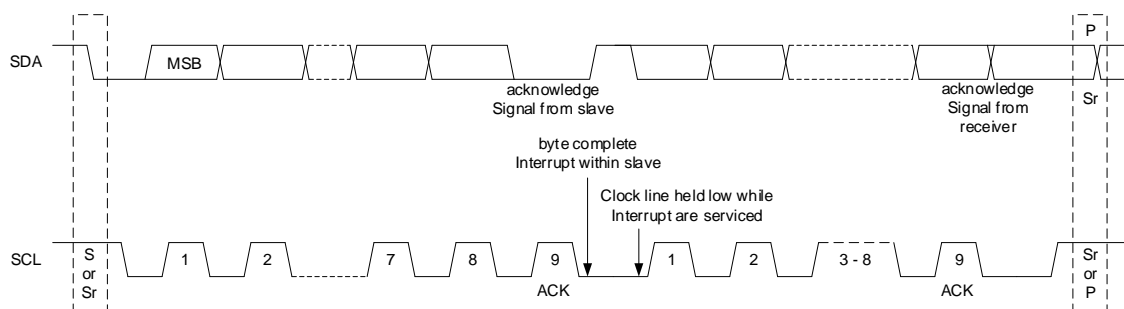 P
SDA
MSB
acknowledge
Signal from slave
acknowledge
Signal from
receiver
Sr
byte complete
Interrupt within slave
Clock line held low while
Interrupt are serviced
SCL
S
or
Sr
1
2
7
8
9
1
2
3 - 8
9
Sr
or
P
ACK
ACK